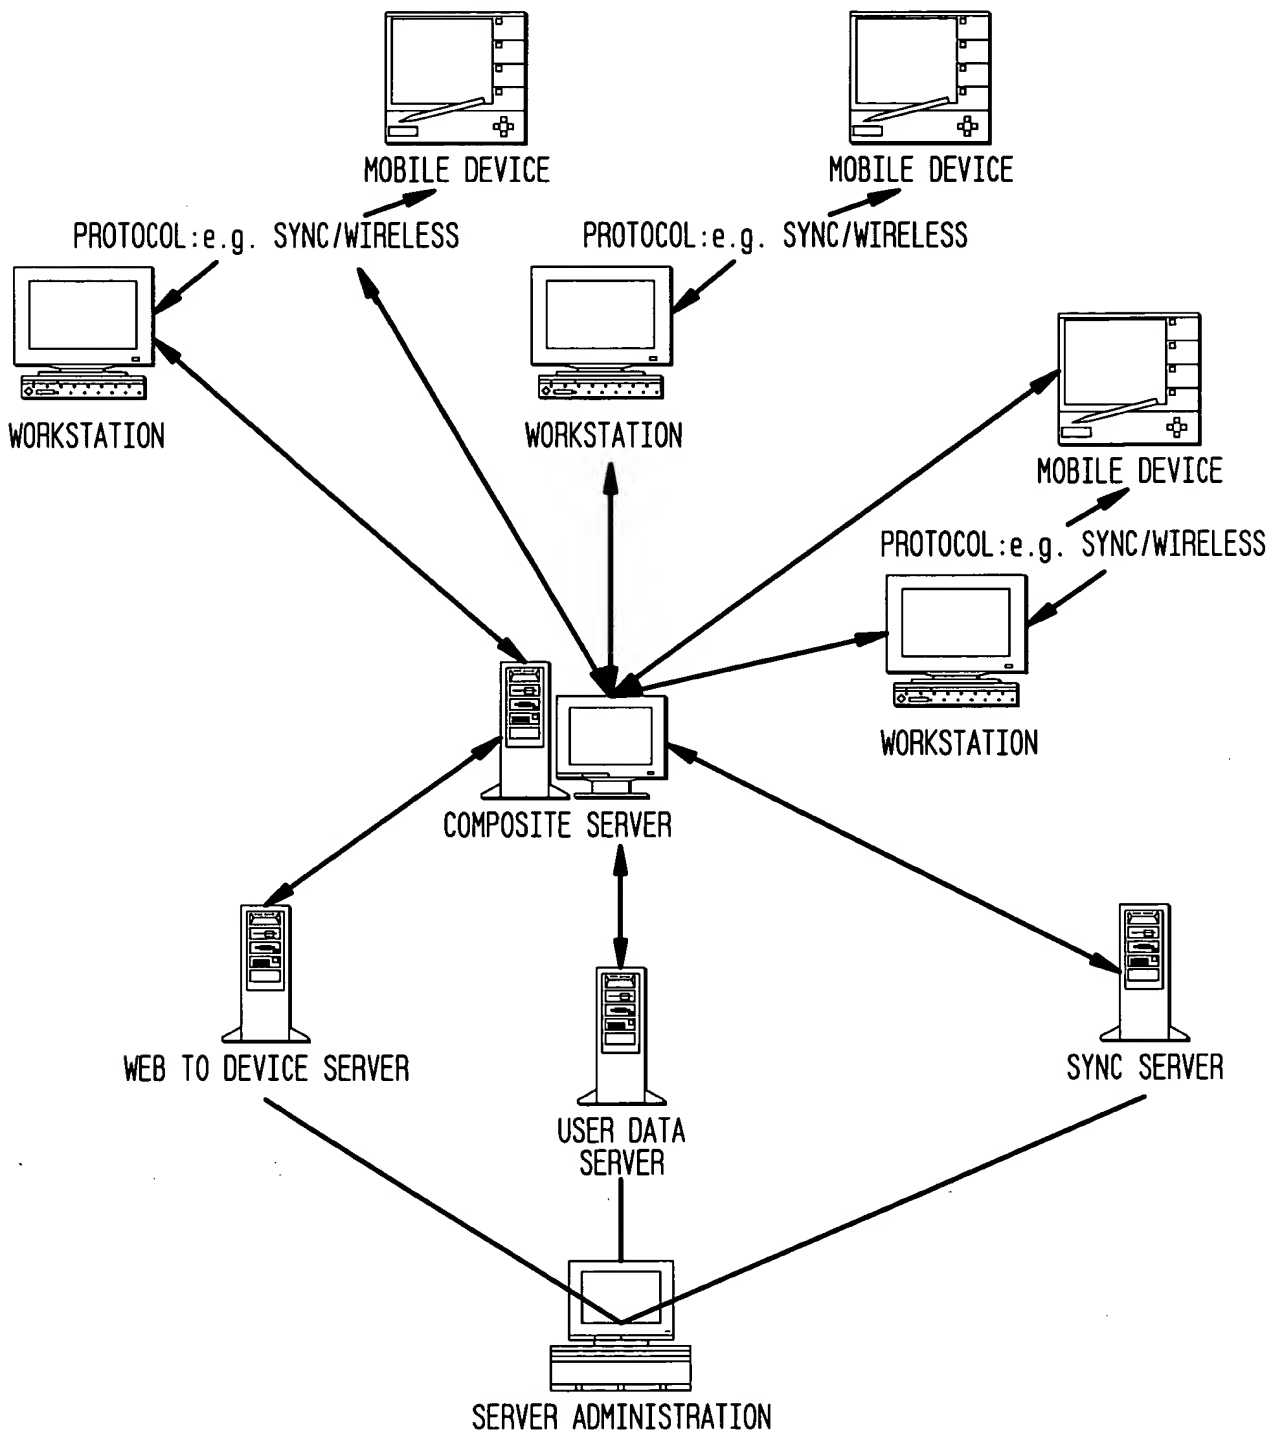 MOBILE DEVICE
MOBILE DEVICE
PROTOCOL:e.g. SYNC/WIRELESS
PROTOCOL:e.g. SYNC/WIRELESS
WORKSTATION
WORKSTATION
MOBILE DEVICE
PROTOCOL:e.g. SYNC/WIRELESS
WORKSTATION
COMPOSITE SERVER
WEB TO DEVICE SERVER
SYNC SERVER
USER DATA
SERVER
SERVER ADMINISTRATION